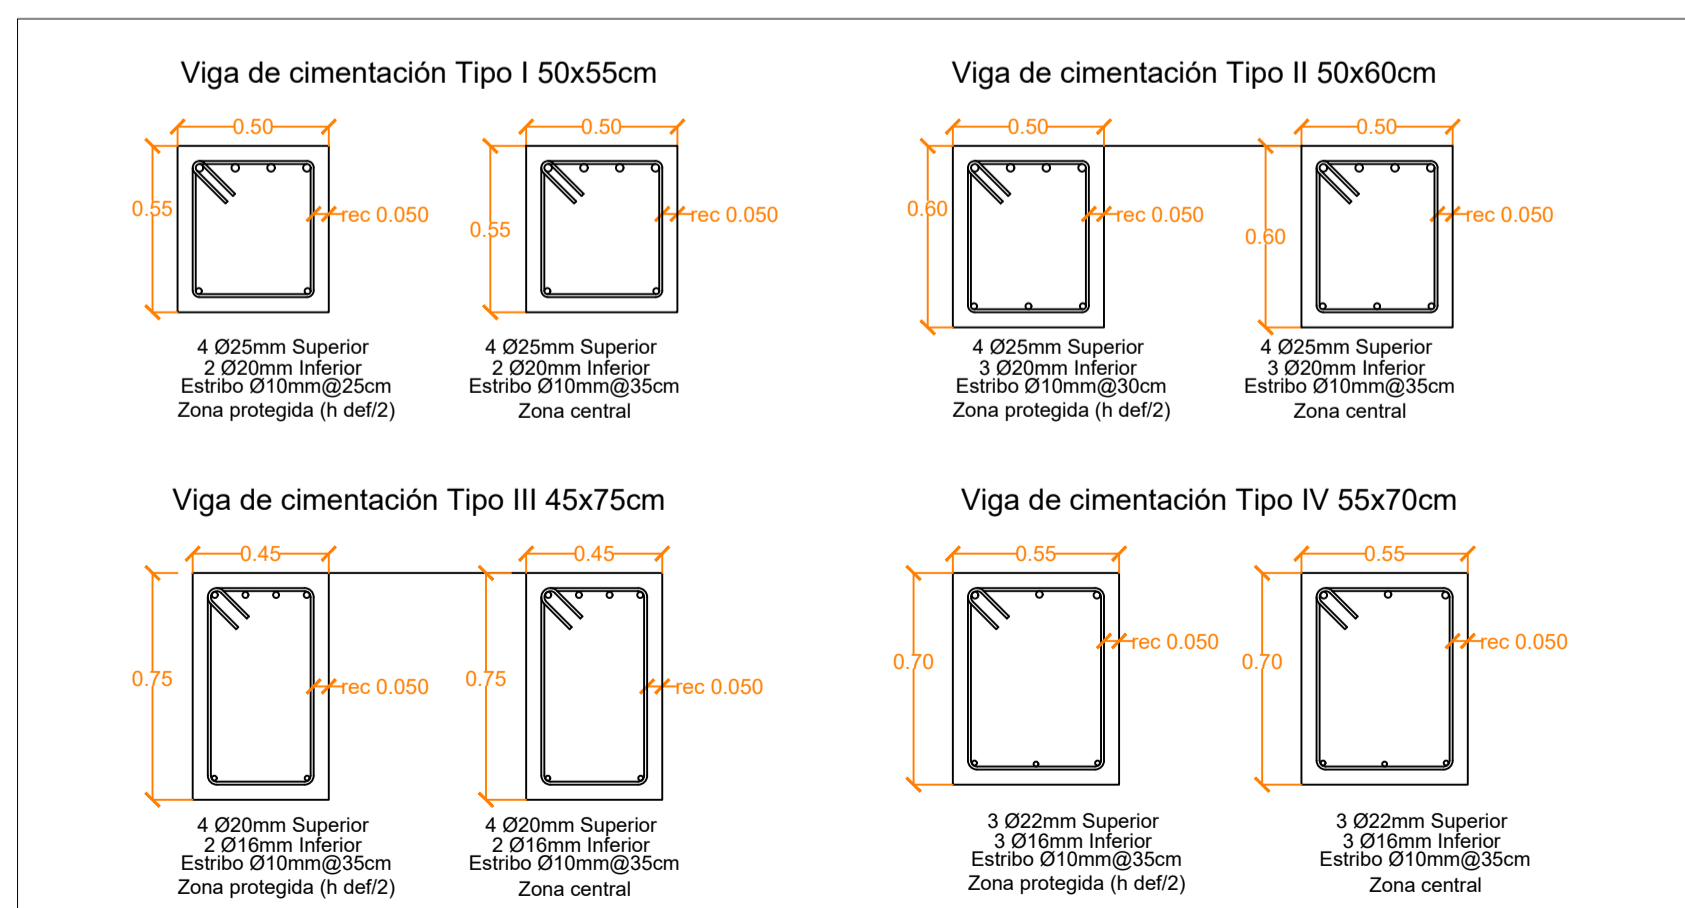 Viga de cimentación Tipo I 50x55cm
0.50
0.50
0.55
rec 0.050
0.55
rec 0.050
4 Ø25mm Superior
2 Ø20mm Inferior
Estribo Ø10mm@25cm
Zona protegida (h def/2)
4 Ø25mm Superior
2 Ø20mm Inferior
Estribo Ø10mm@35cm
Zona central
Viga de cimentación Tipo II 50x60cm
0.50
0.50
0.60
rec 0.050
0.60
rec 0.050
4 Ø25mm Superior
3 Ø20mm Inferior
Estribo Ø10mm@30cm
Zona protegida (h def/2)
4 Ø25mm Superior
3 Ø20mm Inferior
Estribo Ø10mm@35cm
Zona central
Viga de cimentación Tipo III 45x75cm
0.45
0.45
0.75
rec 0.050
0.75
rec 0.050
4 Ø20mm Superior
2 Ø16mm Inferior
Estribo Ø10mm@35cm
Zona protegida (h def/2)
4 Ø20mm Superior
2 Ø16mm Inferior
Estribo Ø10mm@35cm
Zona central
Viga de cimentación Tipo IV 55x70cm
0.55
0.55
0.70
rec 0.050
0.70
rec 0.050
3 Ø22mm Superior
3 Ø16mm Inferior
Estribo Ø10mm@35cm
Zona protegida (h def/2)
3 Ø22mm Superior
3 Ø16mm Inferior
Estribo Ø10mm@35cm
Zona central